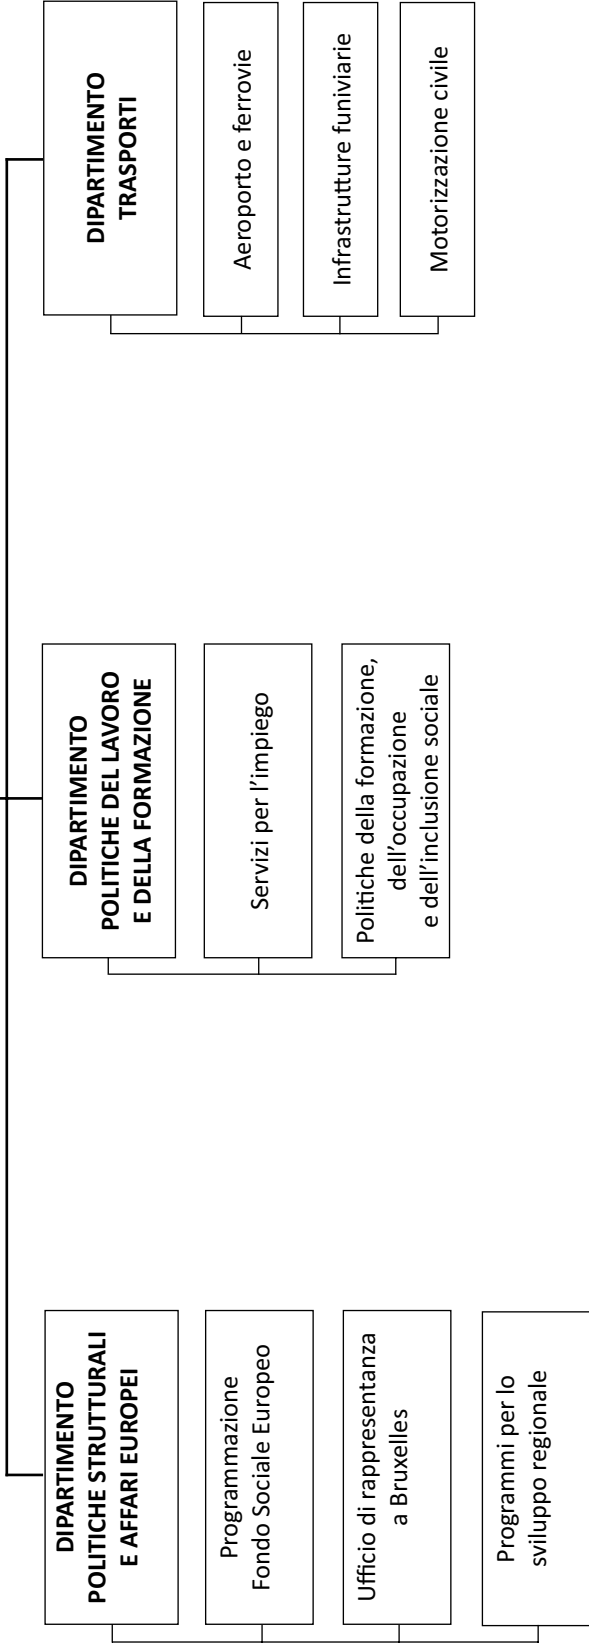 DIPARTIMENTO
POLITICHE STRUTTURALI
E AFFARI EUROPEI
Programmazione
Fondo Sociale Europeo
Ufficio di rappresentanza
a Bruxelles
Programmi per lo
sviluppo regionale
DIPARTIMENTO
POLITICHE DEL LAVORO
E DELLA FORMAZIONE
Servizi per l'impiego
Politiche della formazione,
dell'occupazione
e dell'inclusione sociale
DIPARTIMENTO
TRASPORTI
Aeroporto e ferrovie
Infrastrutture funiviarie
Motorizzazione civile